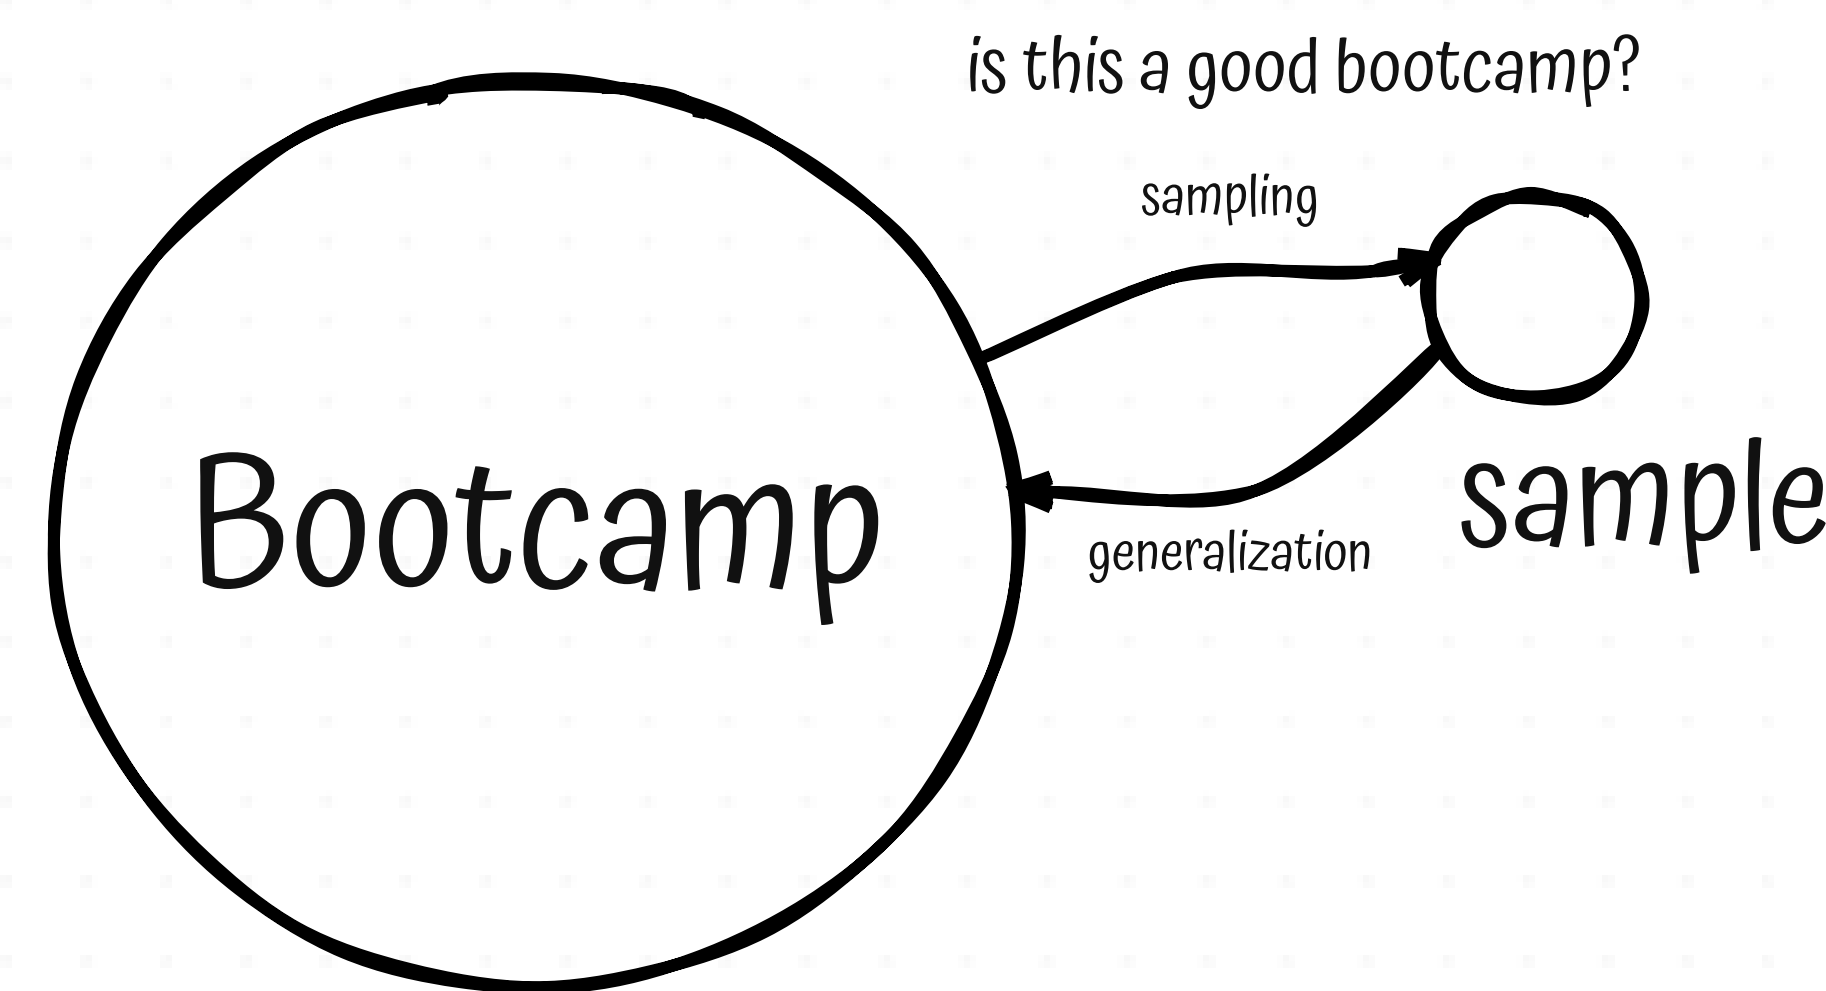 is this a good bootcamp?
sampling
Bootcamp
sample
generalization